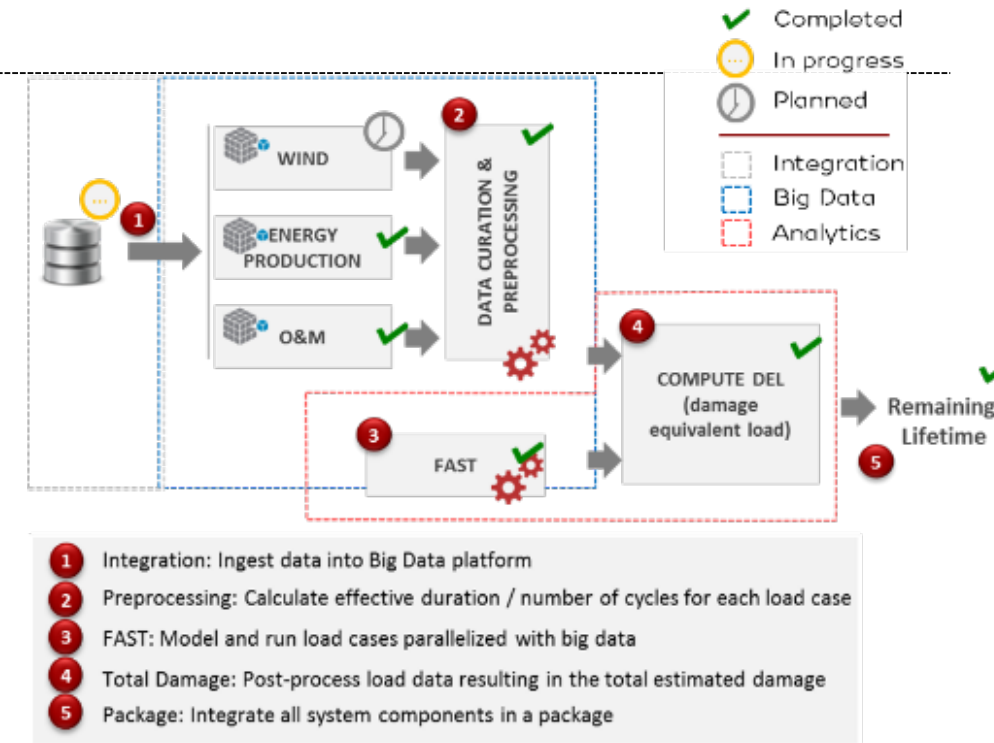 Completed
In progress
Planned
Integration
Big Data
Analytics
1
2
WIND
ENERGY
PRODUCTION
O&M
DATA CURATION &
PREPROCESSING
3
FAST
4
COMPUTE DEL
(damage
equivalent load)
Remaining
Lifetime
5
1 Integration: Ingest data into Big Data platform
2 Preprocessing: Calculate effective duration / number of cycles for each load case
3 FAST: Model and run load cases parallelized with big data
4 Total Damage: Post-process load data resulting in the total estimated damage
5 Package: Integrate all system components in a package